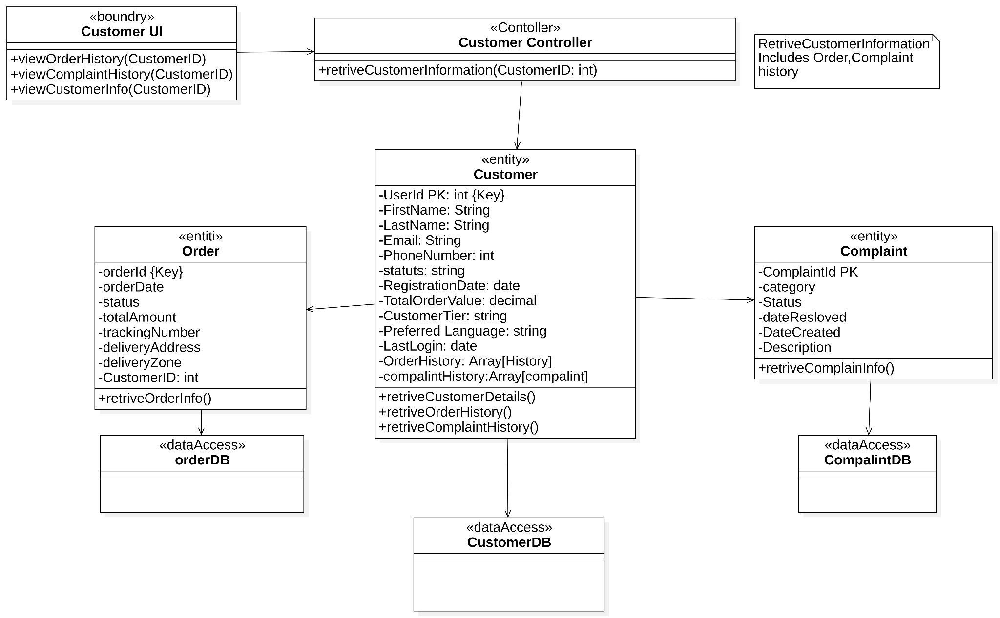 «boundry»
Customer UI
+viewOrderHistory(CustomerID)
+viewComplaintHistory(CustomerID)
+viewCustomerInfo(CustomerID)
«Contoller»
Customer Controller
+retriveCustomerInformation(CustomerID: int)
RetriveCustomerInformation
Includes Order,Complaint
history
«entity»
Customer
-UserId PK: int {Key}
-FirstName: String
-LastName: String
-Email: String
-PhoneNumber: int
-statuts: string
-RegistrationDate: date
-TotalOrderValue: decimal
-CustomerTier: string
-Preferred Language: string
-LastLogin: date
-OrderHistory: Array[History]
-compalintHistory:Array[compalint]
+retriveCustomerDetails()
+retriveOrderHistory()
+retriveComplaintHistory()
«entiti»
Order
-orderId {Key}
-orderDate
-status
-totalAmount
-trackingNumber
-deliveryAddress
-deliveryZone
-CustomerID: int
+retriveOrderInfo()
«entity»
Complaint
-ComplaintId PK
-category
-Status
-dateResloved
-DateCreated
-Description
+retriveComplainInfo()
«dataAccess»
orderDB
«dataAccess»
CompalintDB
«dataAccess»
CustomerDB